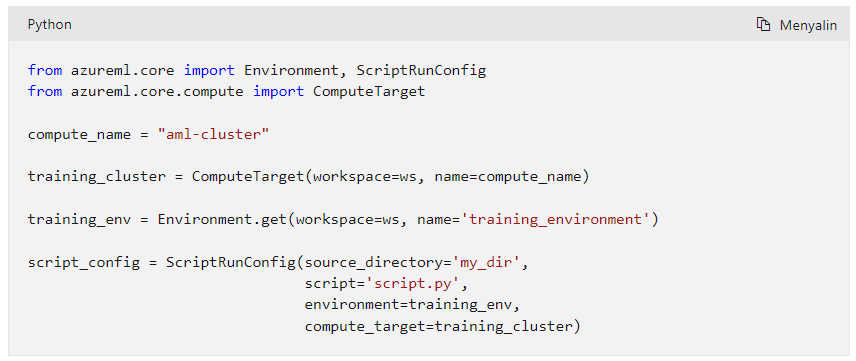 Python
Menyalin
from azureml.core import Environment, ScriptRunConfig
from azureml.core.compute import ComputeTarget
compute_name = "aml-cluster"
training_cluster = ComputeTarget(workspace=ws, name=compute_name)
training_env = Environment.get(workspace=ws, name='training_environment')
script_config = ScriptRunConfig(source_directory='my_dir',
script='script.py',
environment=training_env,
compute_target=training_cluster)